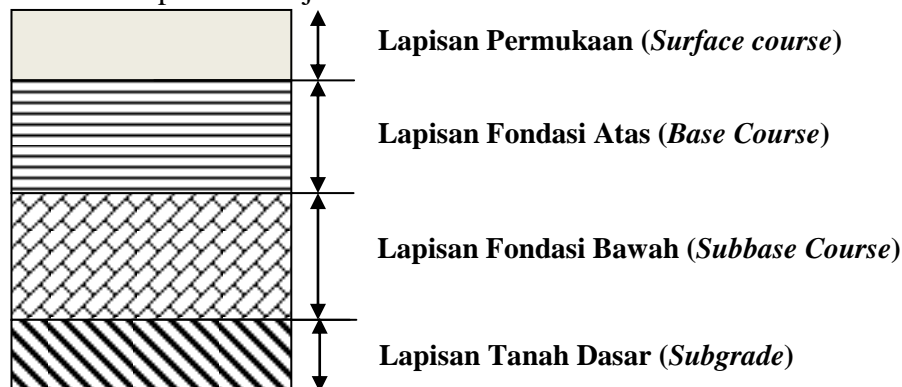 Lapisan Permukaan (Surface course)
Lapisan Fondasi Atas (Base Course)
Lapisan Fondasi Bawah (Subbase Course)
Lapisan Tanah Dasar (Subgrade)